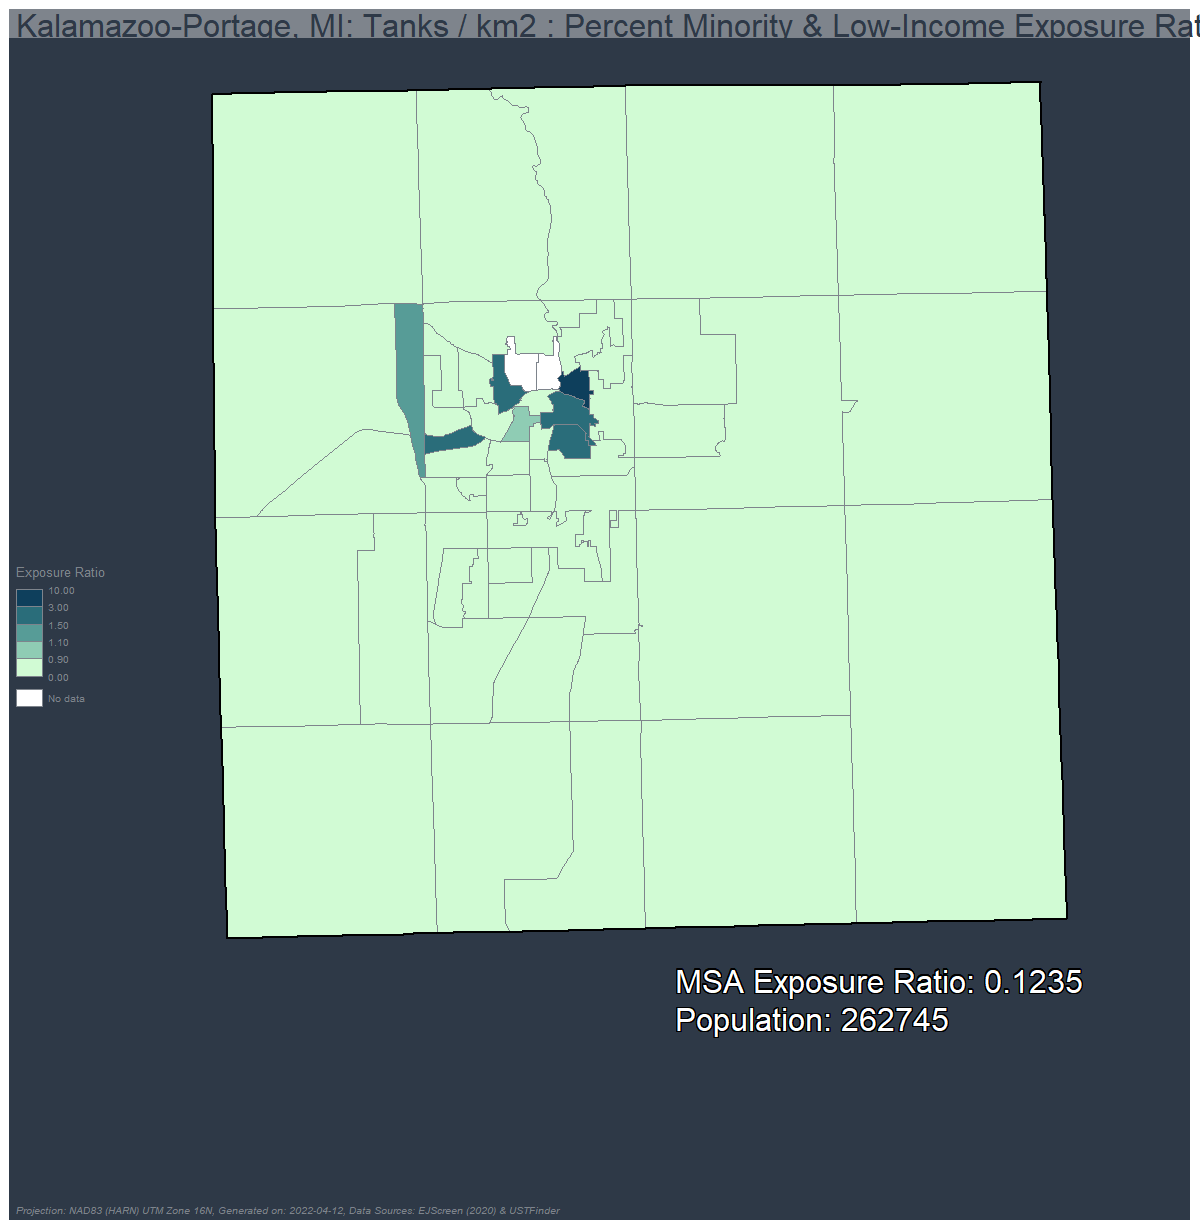 Kalamazoo-Portage, MI: Tanks / km2 : Percent Minority & Low-Income Exposure Rat
Exposure Ratio
10.00
3.00
1.50
1.10
0.90
0.00
No data
MSA Exposure Ratio: 0.1235
Population: 262745
Projection: NAD83 (HARN) UTM Zone 16N, Generated on: 2022-04-12, Data Sources: EJScreen (2020) & USTFinder